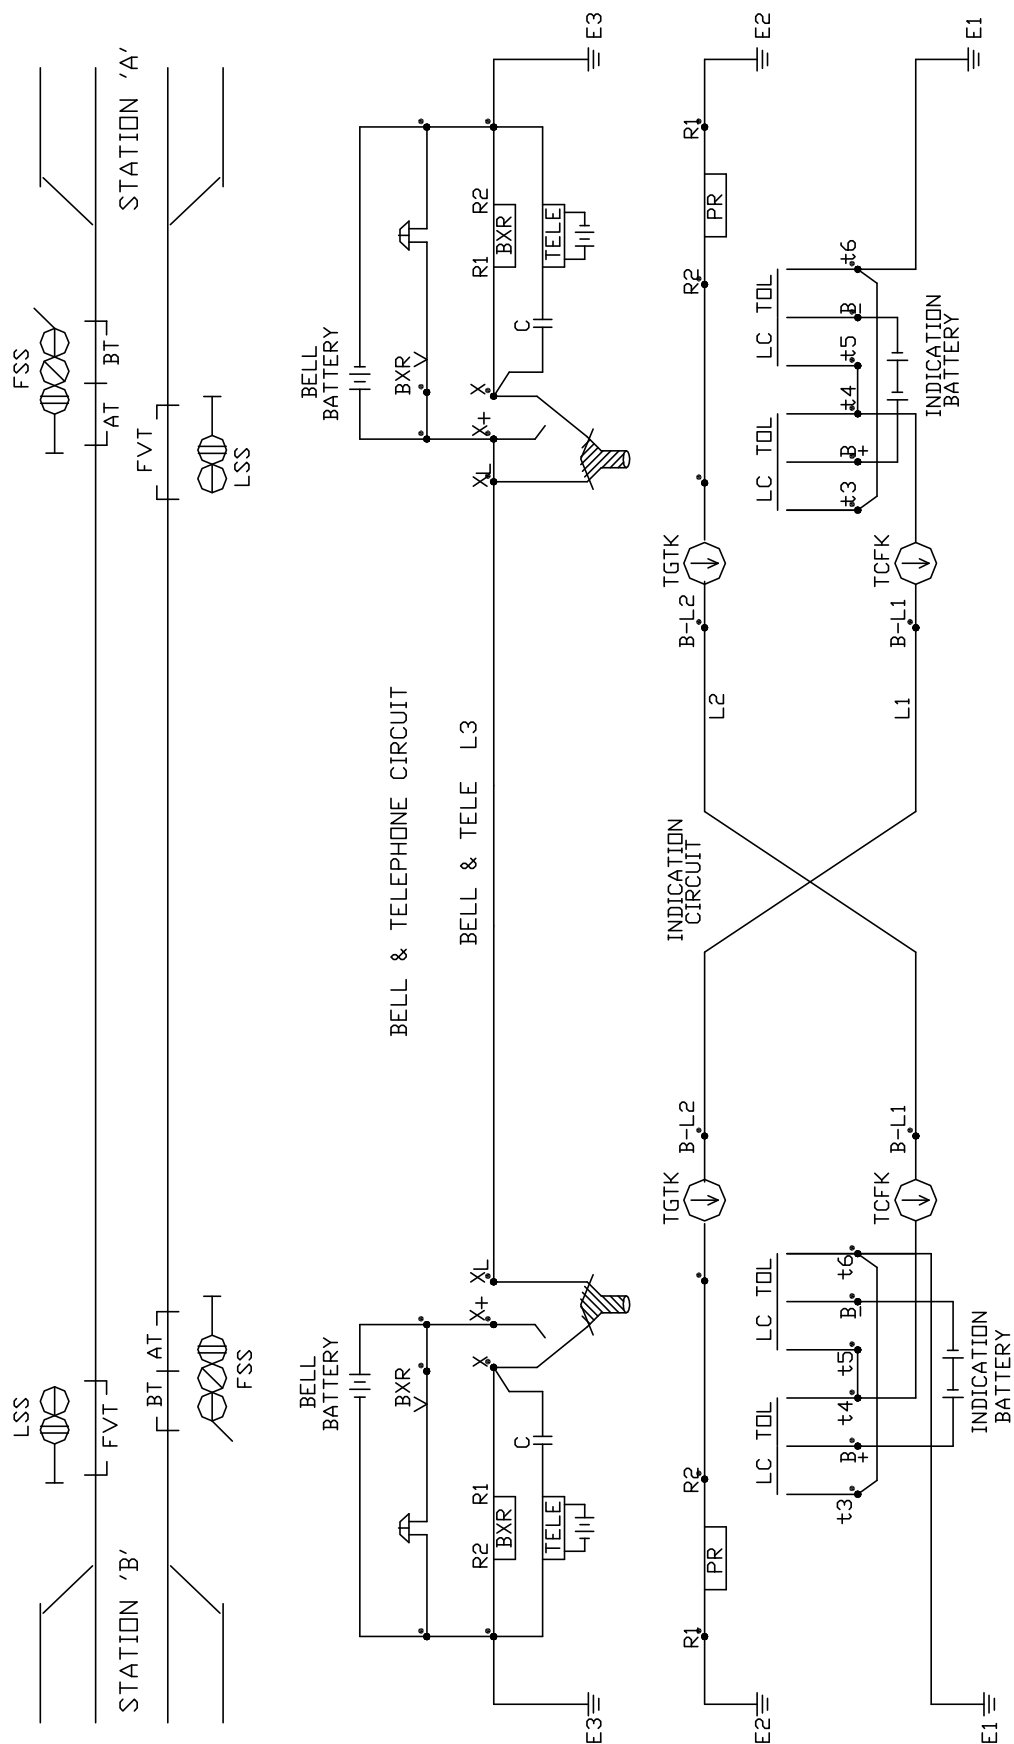 STATION 'B'
STATION 'A'
LSS
FVT
BT
AT
FSS
FSS
AT
BT
FVT
LSS
BELL & TELEPHONE CIRCUIT
BELL
BATTERY
BELL
BATTERY
BXR
BXR
BELL & TELE L3
R2
R1
X
X+
XL
XL
X+
X
R1
R2
BXR
BXR
C
C
TELE
TELE
E3
E3
INDICATION
CIRCUIT
R1
R2
TGTK
B-L2
B-L2
TGTK
R2
R1
PR
L2
PR
E2
E2
LC TOL
LC TOL
LC TOL
LC TOL
t3
B+
t4
t5
B-
t6
t3
B+
t4
t5
B-
t6
TCFK
B-L1
L1
B-L1
TCFK
INDICATION
BATTERY
INDICATION
BATTERY
E1
E1